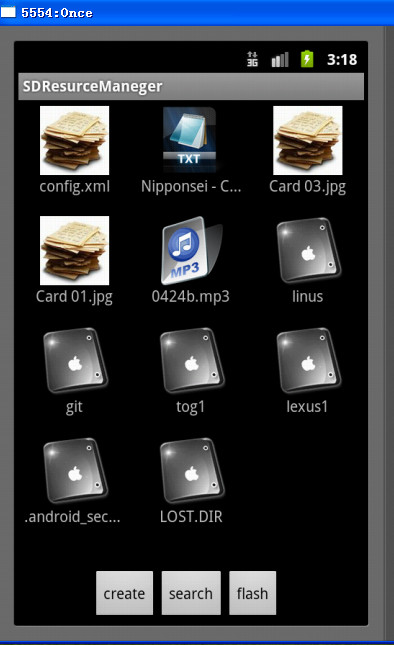 5554:Once
3G 3:18
SDResurceManeger
config.xml
Nipponsei - C...
Card 03.jpg
TXT
Card 01.jpg
0424b.mp3
linus
MP3
git
tog1
lexus1
.android_sec...
LOST.DIR
create
search
flash